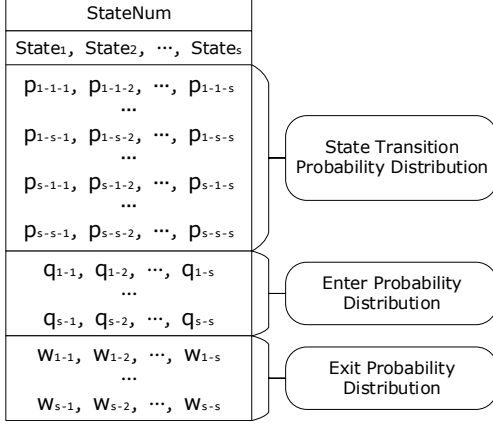 StateNum
State₁, State₂, ···, Stateₛ
p₁₋₁₋₁, p₁₋₁₋₂, ···, p₁₋₁₋ₛ
···
p₁₋ₛ₋₁, p₁₋ₛ₋₂, ···, p₁₋ₛ₋ₛ
···
pₛ₋₁₋₁, pₛ₋₁₋₂, ···, pₛ₋₁₋ₛ
···
pₛ₋ₛ₋₁, pₛ₋ₛ₋₂, ···, pₛ₋ₛ₋ₛ
State Transition
Probability Distribution
q₁₋₁, q₁₋₂, ···, q₁₋ₛ
···
qₛ₋₁, qₛ₋₂, ···, qₛ₋ₛ
Enter Probability
Distribution
w₁₋₁, w₁₋₂, ···, w₁₋ₛ
···
wₛ₋₁, wₛ₋₂, ···, wₛ₋ₛ
Exit Probability
Distribution